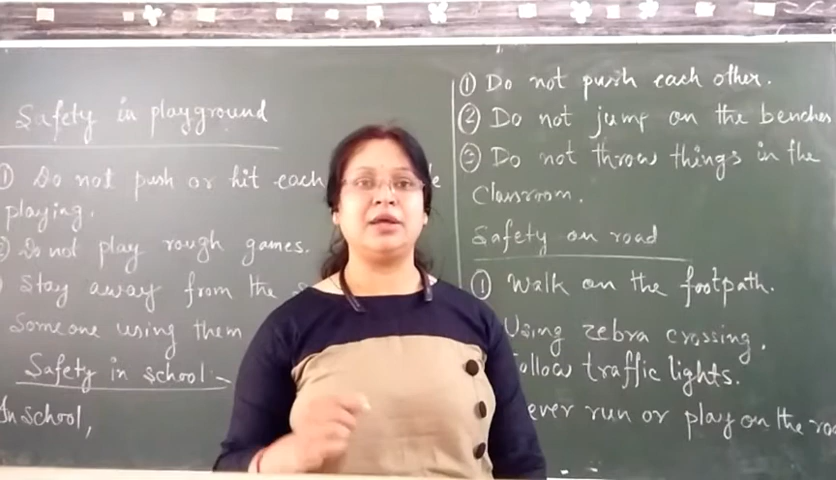 Safety in playground
① Do not push or hit each
playing.
Do not play rough games.
Stay away from the
Someone using them
Safety in school:-
In school,
① Do not push each other.
② Do not jump on the benches
③ Do not throw things in the
Classroom.
Safety on road
① Walk on the footpath.
Using zebra crossing.
ollow traffic lights.
ever run or play on the roa